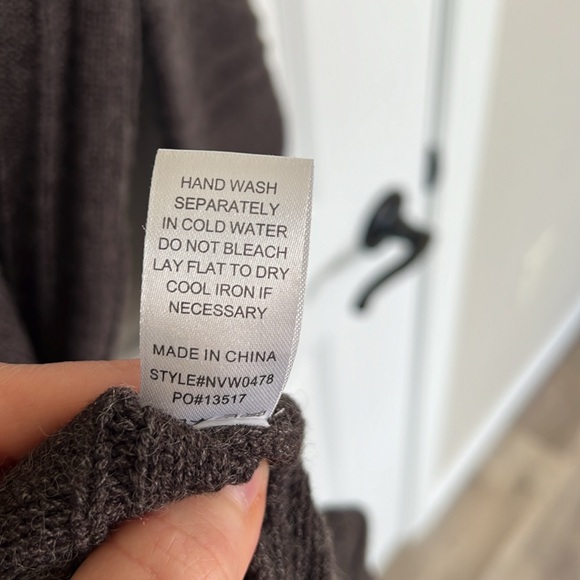 HAND WASH
SEPARATELY
IN COLD WATER
DO NOT BLEACH
LAY FLAT TO DRY
COOL IRON IF
NECESSARY
MADE IN CHINA
STYLE#NVW0478
PO#13517